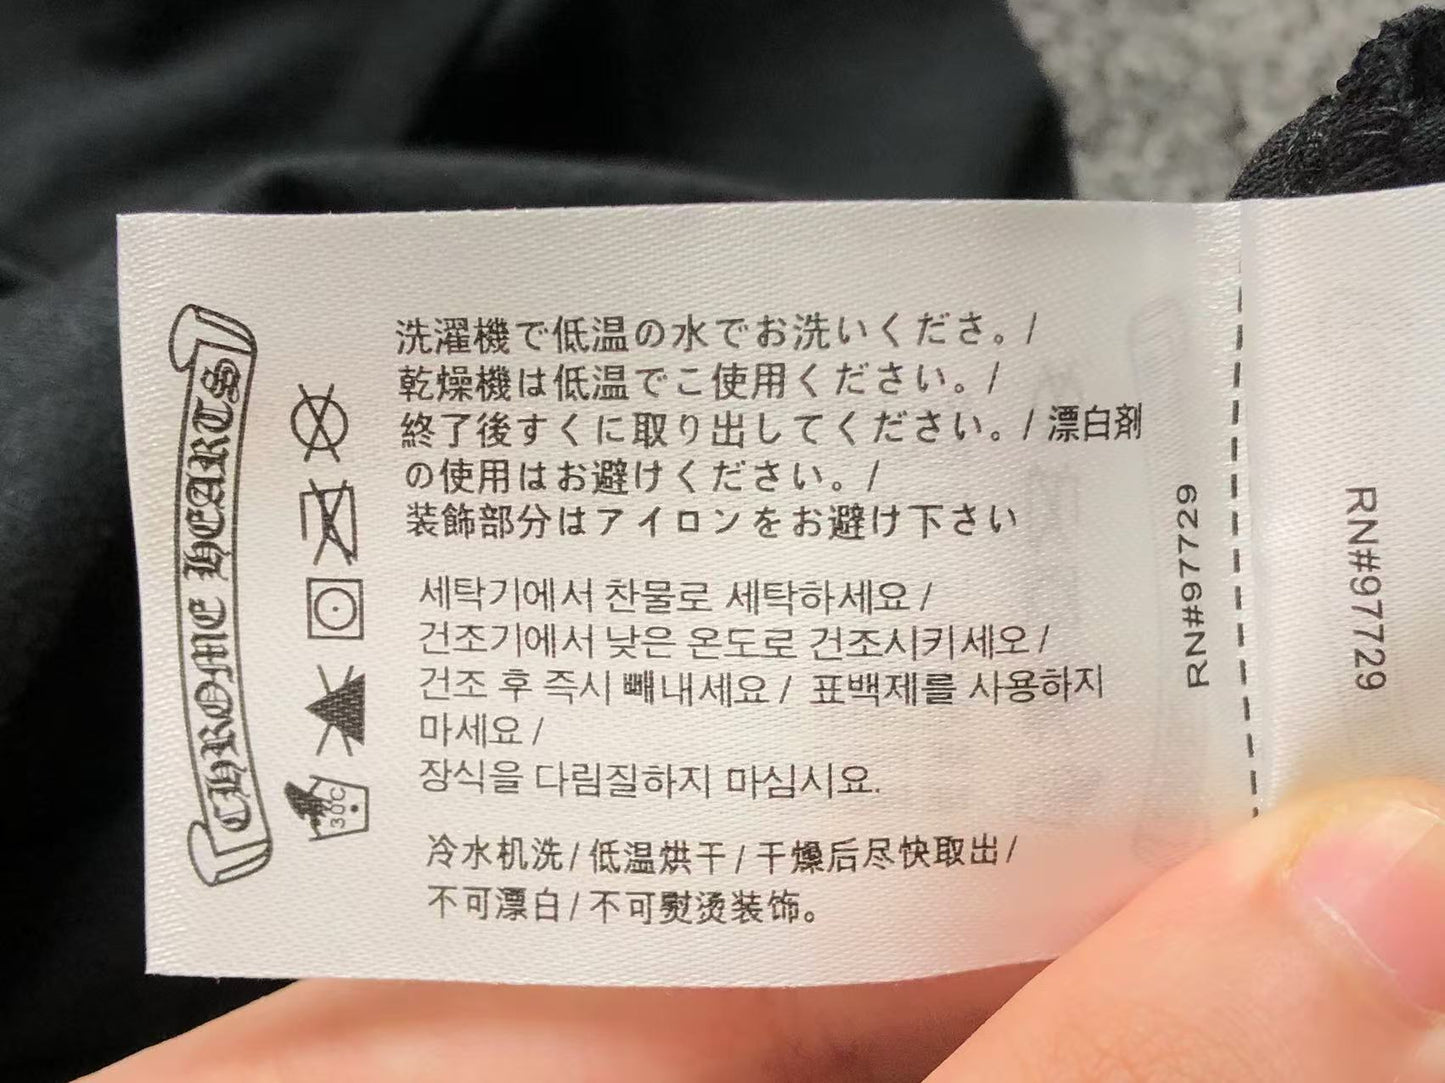 CHROME HEARTS
洗濯機で低温の水でお洗いくださ。/
乾燥機は低温でご使用ください。/
終了後すぐに取り出してください。/ 漂白剤
の使用はお避けください。/
装飾部分はアイロンをお避け下さい
30C
세탁기에서 찬물로 세탁하세요 /
건조기에서 낮은 온도로 건조시키세오 /
건조 후 즉시 빼내세요 / 표백제를 사용하지
마세요 /
장식을 다림질하지 마십시요.
冷水机洗/低温烘干/干燥后尽快取出/
不可漂白/不可熨烫装饰。
RN#97729
RN#97729